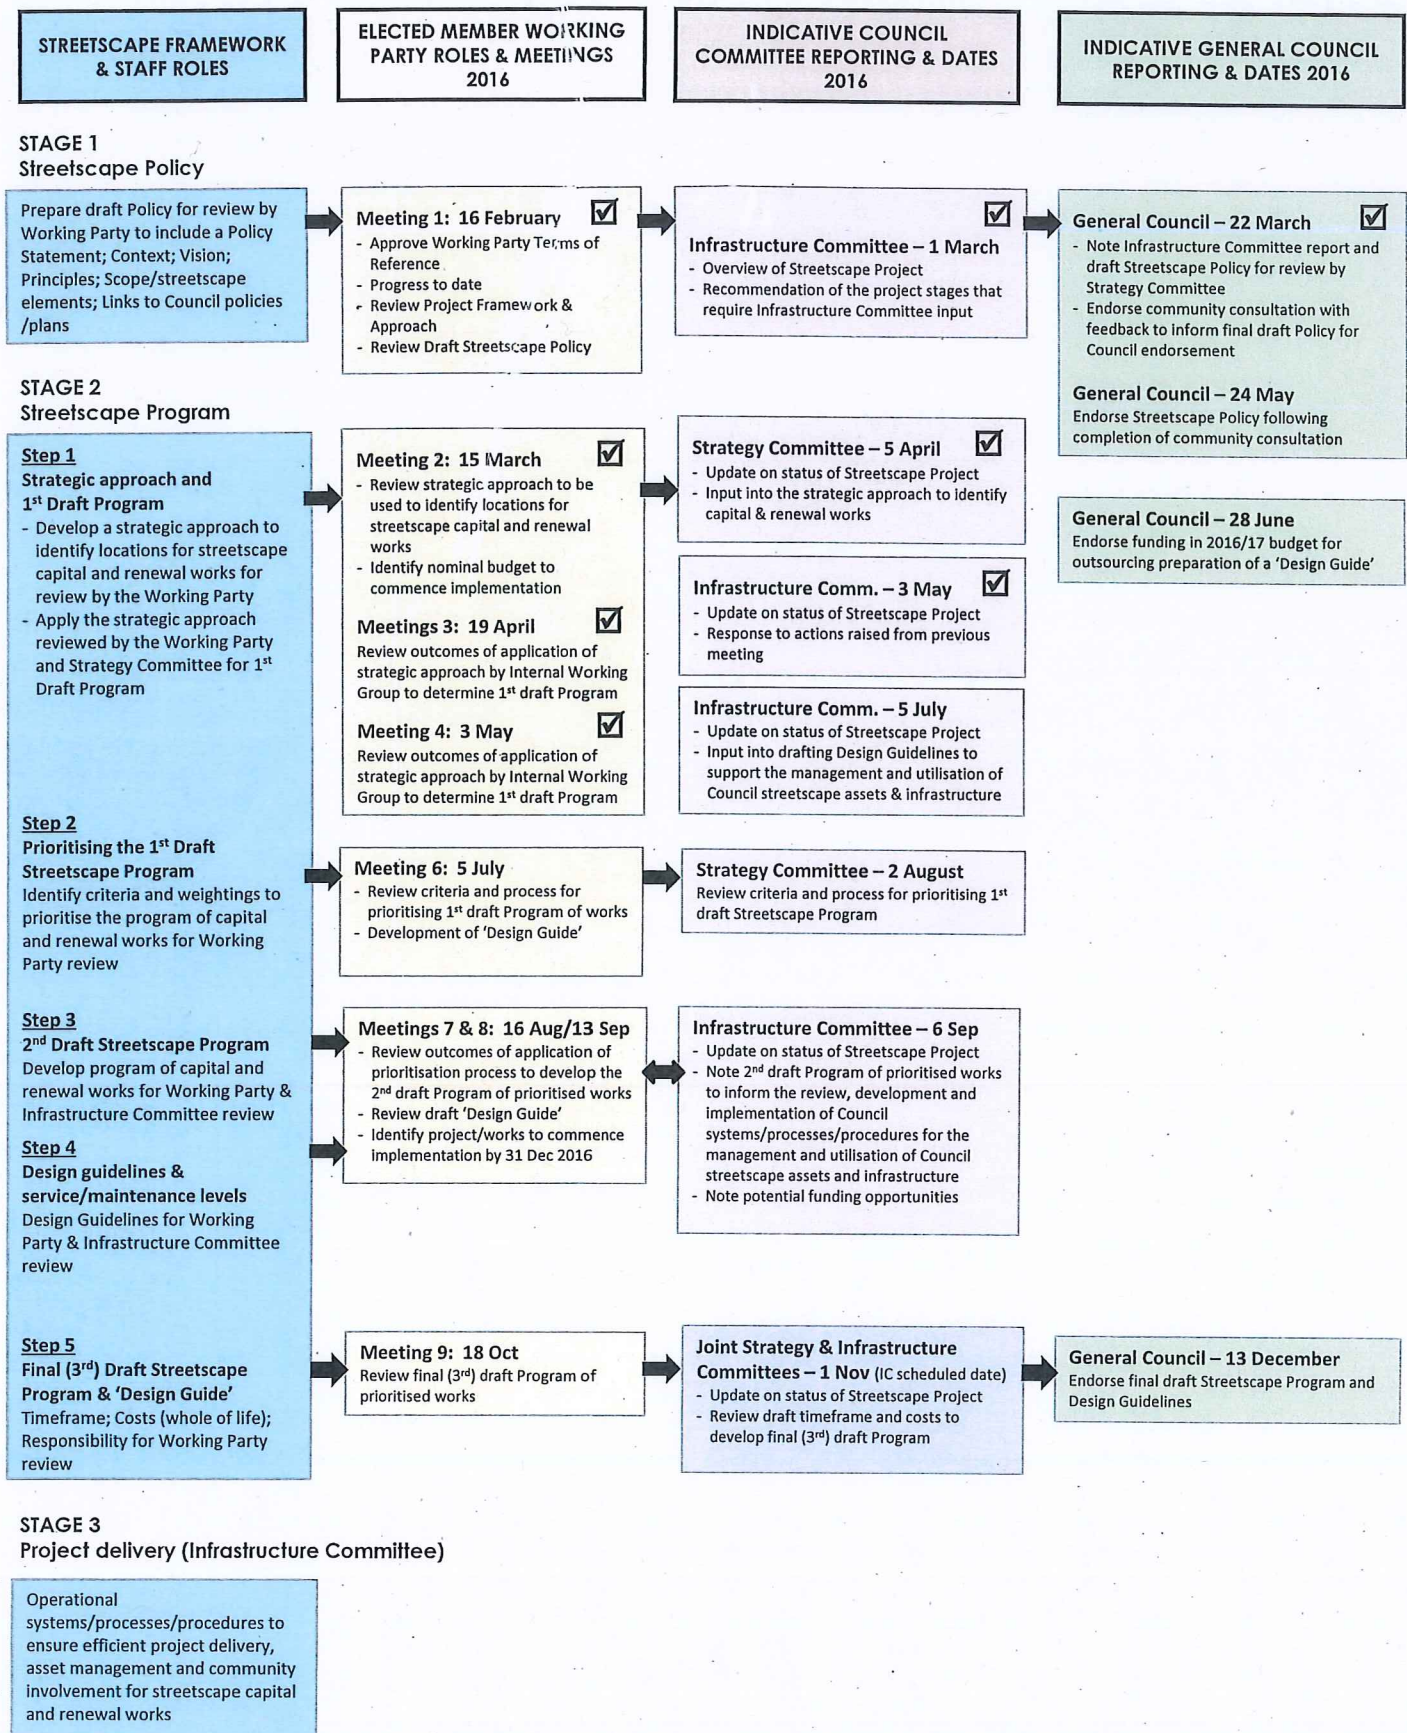 STREETSCAPE FRAMEWORK
& STAFF ROLES
ELECTED MEMBER WORKING
PARTY ROLES & MEETINGS
2016
INDICATIVE COUNCIL
COMMITTEE REPORTING & DATES
2016
INDICATIVE GENERAL COUNCIL
REPORTING & DATES 2016
STAGE 1
Streetscape Policy
Prepare draft Policy for review by
Working Party to include a Policy
Statement; Context; Vision;
Principles; Scope/streetscape
elements; Links to Council policies
/plans
Meeting 1: 16 February
- Approve Working Party Terms of
Reference
- Progress to date
- Review Project Framework &
Approach
- Review Draft Streetscape Policy
Infrastructure Committee – 1 March
- Overview of Streetscape Project
- Recommendation of the project stages that
require Infrastructure Committee input
General Council – 22 March
- Note Infrastructure Committee report and
draft Streetscape Policy for review by
Strategy Committee
- Endorse community consultation with
feedback to inform final draft Policy for
Council endorsement
General Council – 24 May
Endorse Streetscape Policy following
completion of community consultation
STAGE 2
Streetscape Program
Step 1
Strategic approach and
1st Draft Program
- Develop a strategic approach to
identify locations for streetscape
capital and renewal works for
review by the Working Party
- Apply the strategic approach
reviewed by the Working Party
and Strategy Committee for 1st
Draft Program
Meeting 2: 15 March
- Review strategic approach to be
used to identify locations for
streetscape capital and renewal
works
- Identify nominal budget to
commence implementation
Meetings 3: 19 April
Review outcomes of application of
strategic approach by Internal Working
Group to determine 1st draft Program
Meeting 4: 3 May
Review outcomes of application of
strategic approach by Internal Working
Group to determine 1st draft Program
Strategy Committee – 5 April
- Update on status of Streetscape Project
- Input into the strategic approach to identify
capital & renewal works
Infrastructure Comm. – 3 May
- Update on status of Streetscape Project
- Response to actions raised from previous
meeting
Infrastructure Comm. – 5 July
- Update on status of Streetscape Project
- Input into drafting Design Guidelines to
support the management and utilisation of
Council streetscape assets & infrastructure
General Council – 28 June
Endorse funding in 2016/17 budget for
outsourcing preparation of a 'Design Guide'
Step 2
Prioritising the 1st Draft
Streetscape Program
Identify criteria and weightings to
prioritise the program of capital
and renewal works for Working
Party review
Meeting 6: 5 July
- Review criteria and process for
prioritising 1st draft Program of works
- Development of 'Design Guide'
Strategy Committee – 2 August
Review criteria and process for prioritising 1st
draft Streetscape Program
Step 3
2nd Draft Streetscape Program
Develop program of capital and
renewal works for Working Party &
Infrastructure Committee review
Step 4
Design guidelines &
service/maintenance levels
Design Guidelines for Working
Party & Infrastructure Committee
review
Meetings 7 & 8: 16 Aug/13 Sep
- Review outcomes of application of
prioritisation process to develop the
2nd draft Program of prioritised works
- Review draft 'Design Guide'
- Identify project/works to commence
implementation by 31 Dec 2016
Infrastructure Committee – 6 Sep
- Update on status of Streetscape Project
- Note 2nd draft Program of prioritised works
to inform the review, development and
implementation of Council
systems/processes/procedures for the
management and utilisation of Council
streetscape assets and infrastructure
- Note potential funding opportunities
Step 5
Final (3rd) Draft Streetscape
Program & 'Design Guide'
Timeframe; Costs (whole of life);
Responsibility for Working Party
review
Meeting 9: 18 Oct
Review final (3rd) draft Program of
prioritised works
Joint Strategy & Infrastructure
Committees – 1 Nov (IC scheduled date)
- Update on status of Streetscape Project
- Review draft timeframe and costs to
develop final (3rd) draft Program
General Council – 13 December
Endorse final draft Streetscape Program and
Design Guidelines
STAGE 3
Project delivery (Infrastructure Committee)
Operational
systems/processes/procedures to
ensure efficient project delivery,
asset management and community
involvement for streetscape capital
and renewal works